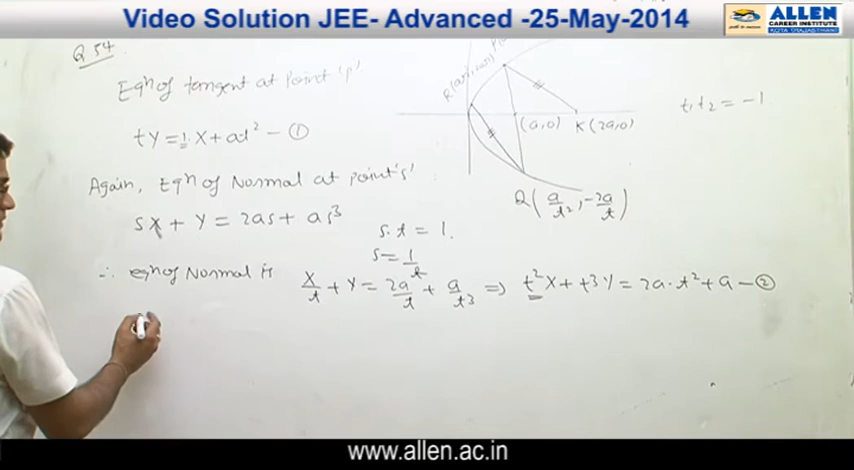 Video Solution JEE- Advanced -25-May-2014
ALLEN
CAREER INSTITUTE
KOTA (RAJASTHAN)
Q.54
Eqn of tangent at Point 'p'
ty = 1·x + at² - ①
Again, Eqn of Normal at point 's'
sx + y = 2as + as³
s.t = 1.
s = 1/t
∴ eqn of Normal is x/t + y = 2a/t + a/t³ ⇒ t²x + t³y = 2a·t² + a - ②
(a,0)
K(2a,0)
Q(a/t², -2a/t)
t₁t₂ = -1
www.allen.ac.in